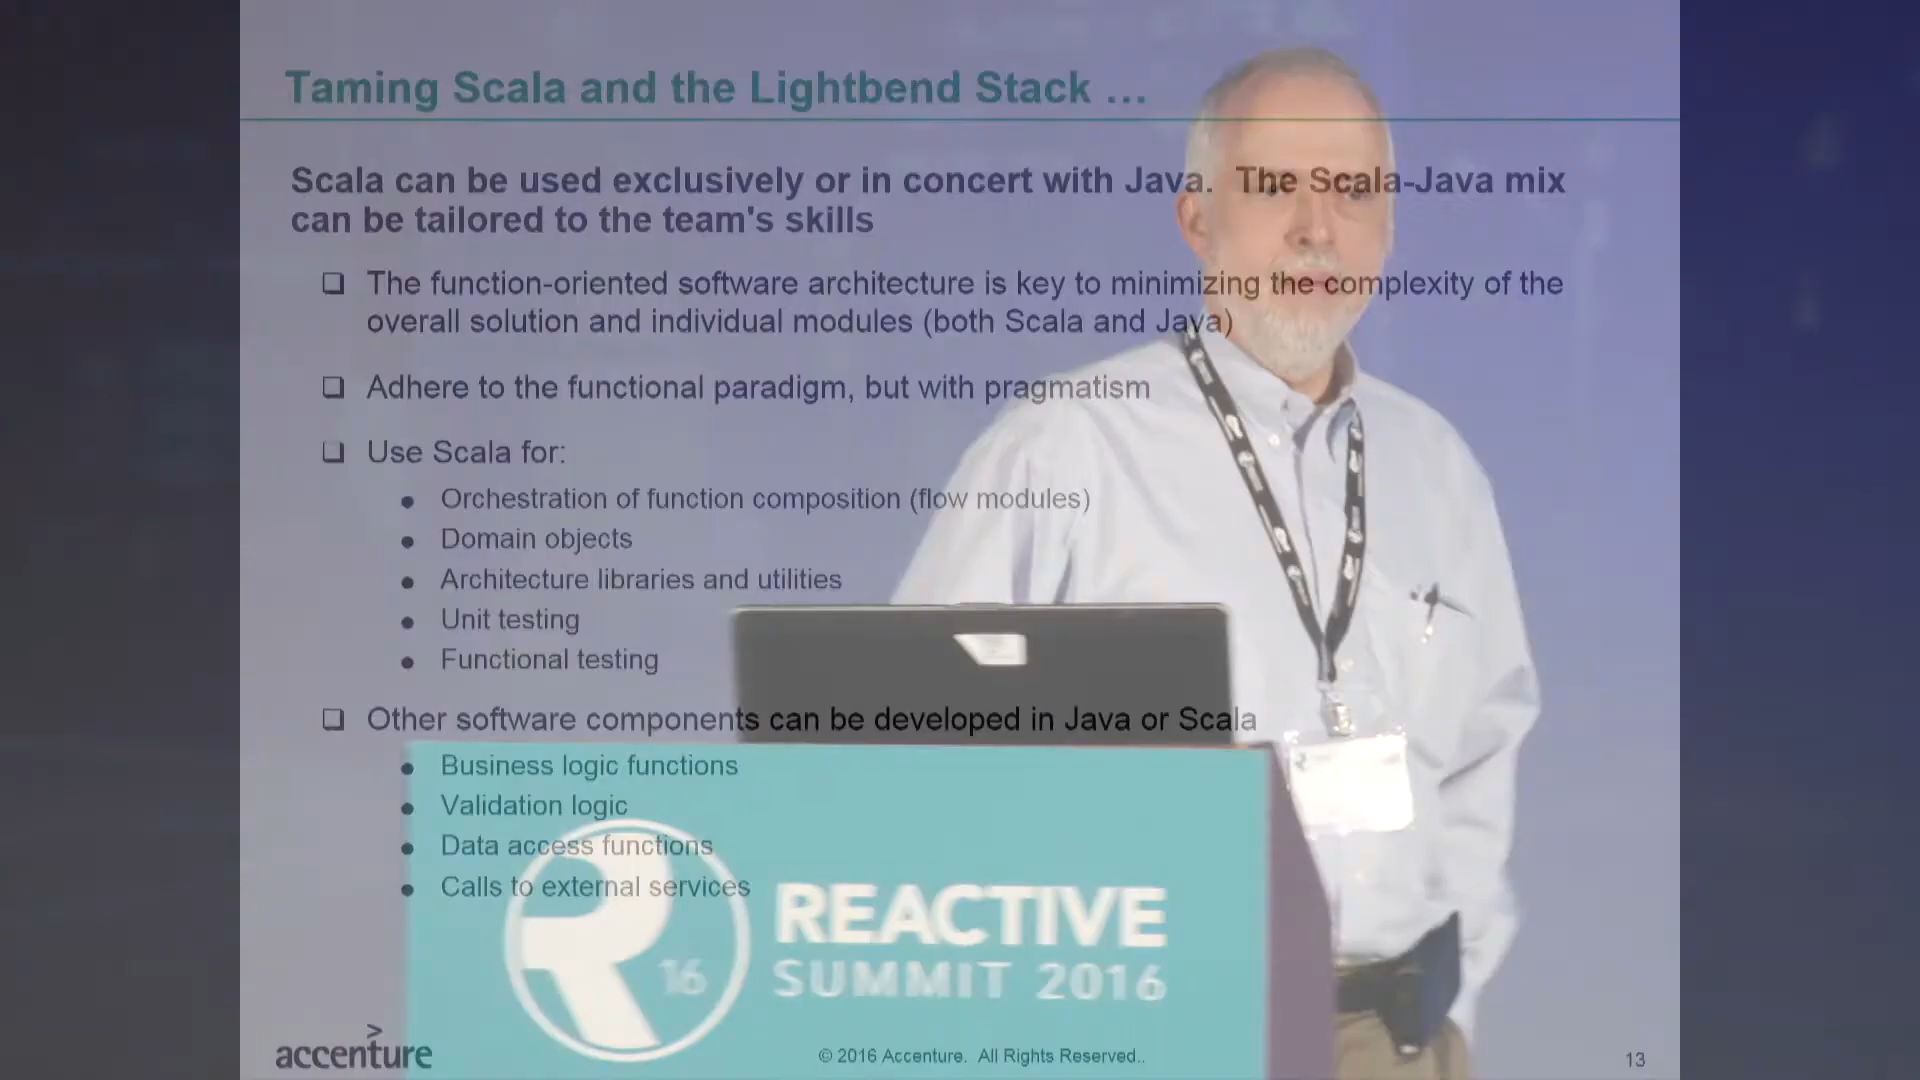 Taming Scala and the Lightbend Stack ...
Scala can be used exclusively or in concert with Java.  The Scala-Java mix
can be tailored to the team's skills
The function-oriented software architecture is key to minimizing the complexity of the
overall solution and individual modules (both Scala and Java)
Adhere to the functional paradigm, but with pragmatism
Use Scala for:
Orchestration of function composition (flow modules)
Domain objects
Architecture libraries and utilities
Unit testing
Functional testing
Other software components can be developed in Java or Scala
Business logic functions
Validation logic
Data access functions
Calls to external services
R16
REACTIVE
SUMMIT 2016
accenture
© 2016 Accenture.  All Rights Reserved..
13